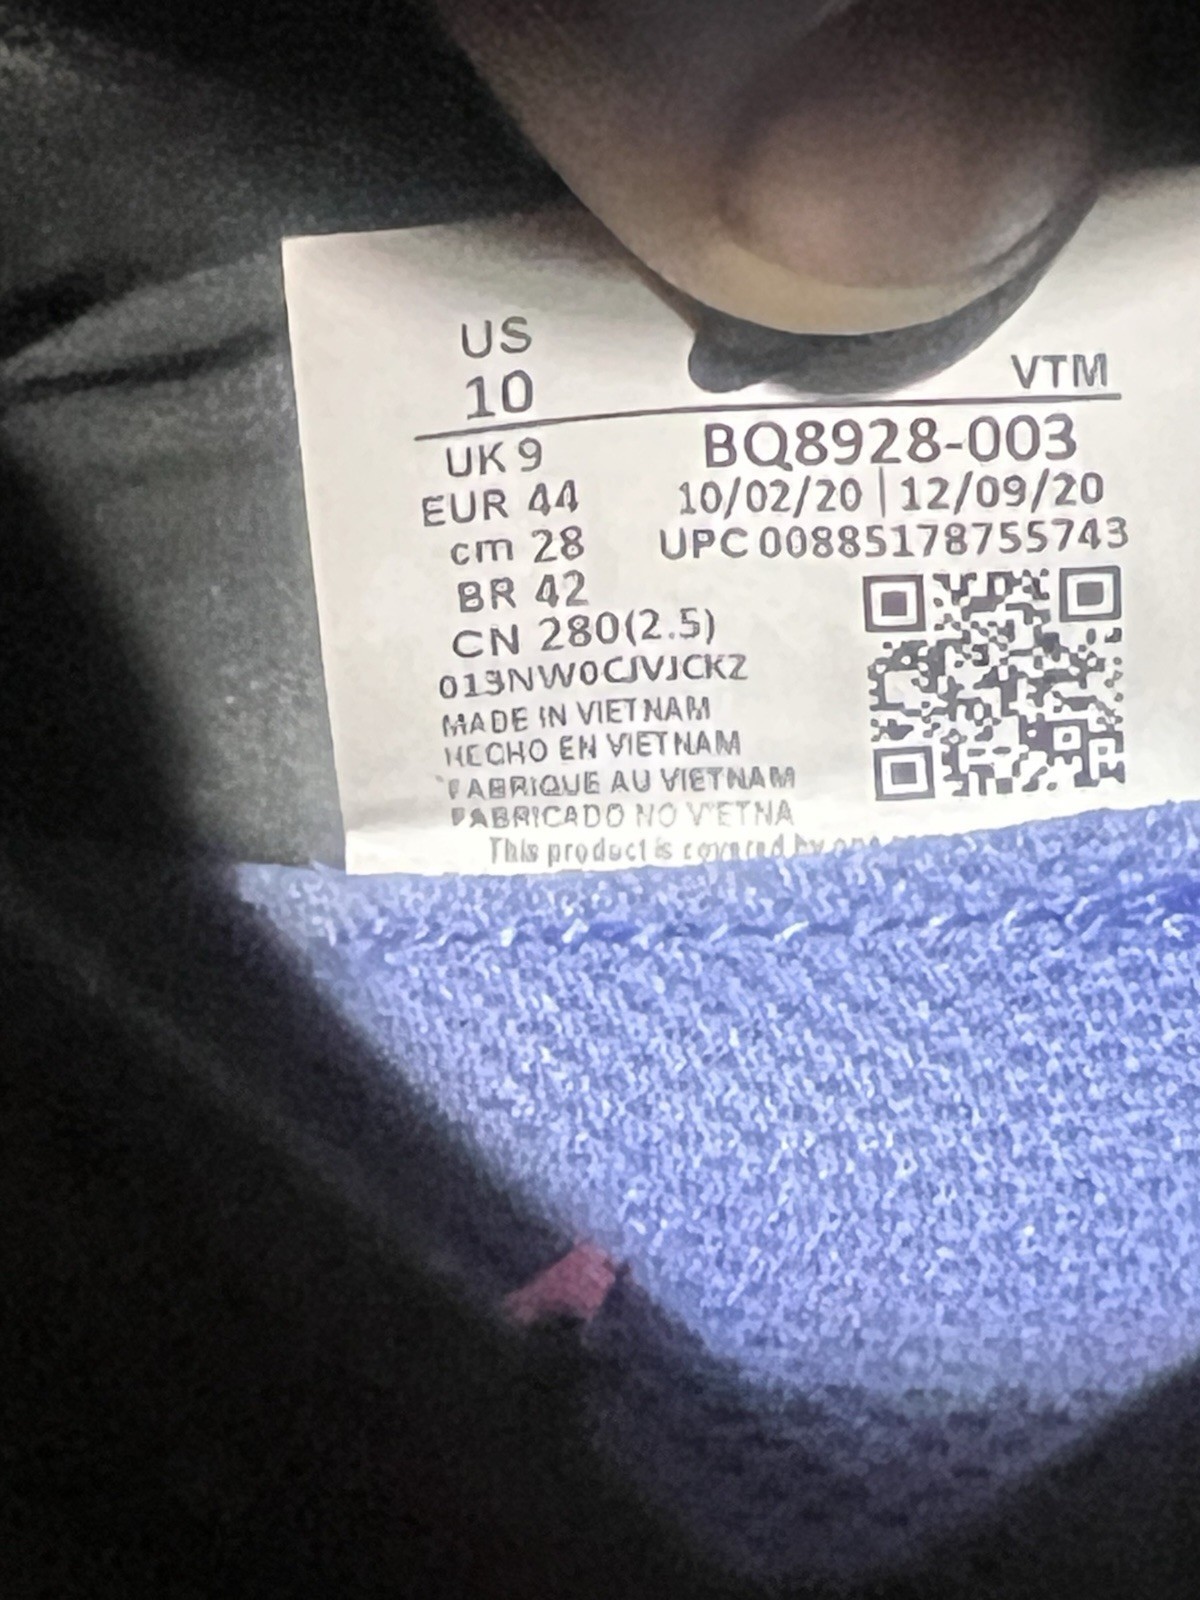 US
10
VTM
UK 9
BQ8928-003
EUR 44
10/02/20 | 12/09/20
cm 28
UPC 00885178755743
BR 42
CN 280(2.5)
013NW0CJVJCKZ
MADE IN VIETNAM
HECHO EN VIETNAM
FABRIQUE AU VIETNAM
FABRICADO NO VIETNA
This product is covered by one